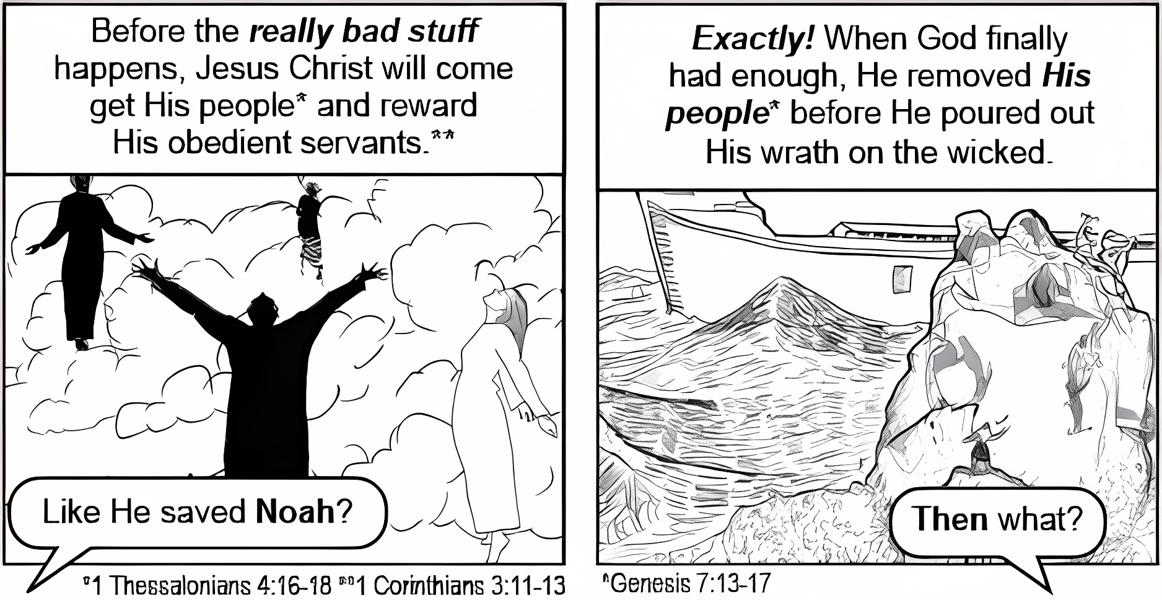 Before the really bad stuff
happens, Jesus Christ will come
get His people* and reward
His obedient servants.**
Like He saved Noah?
*1 Thessalonians 4:16-18 **1 Corinthians 3:11-13
Exactly! When God finally
had enough, He removed His
people* before He poured out
His wrath on the wicked.
Then what?
*Genesis 7:13-17